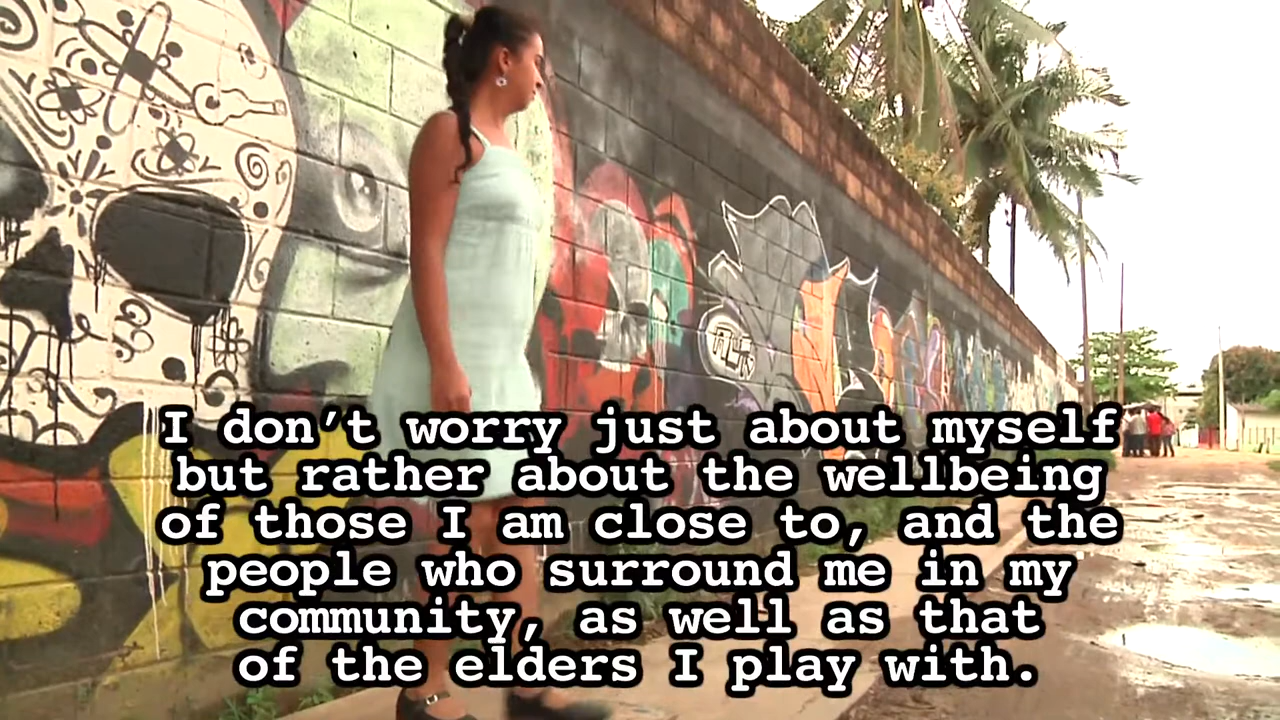 I don’t worry just about myself
but rather about the wellbeing
of those I am close to, and the
people who surround me in my
community, as well as that
of the elders I play with.